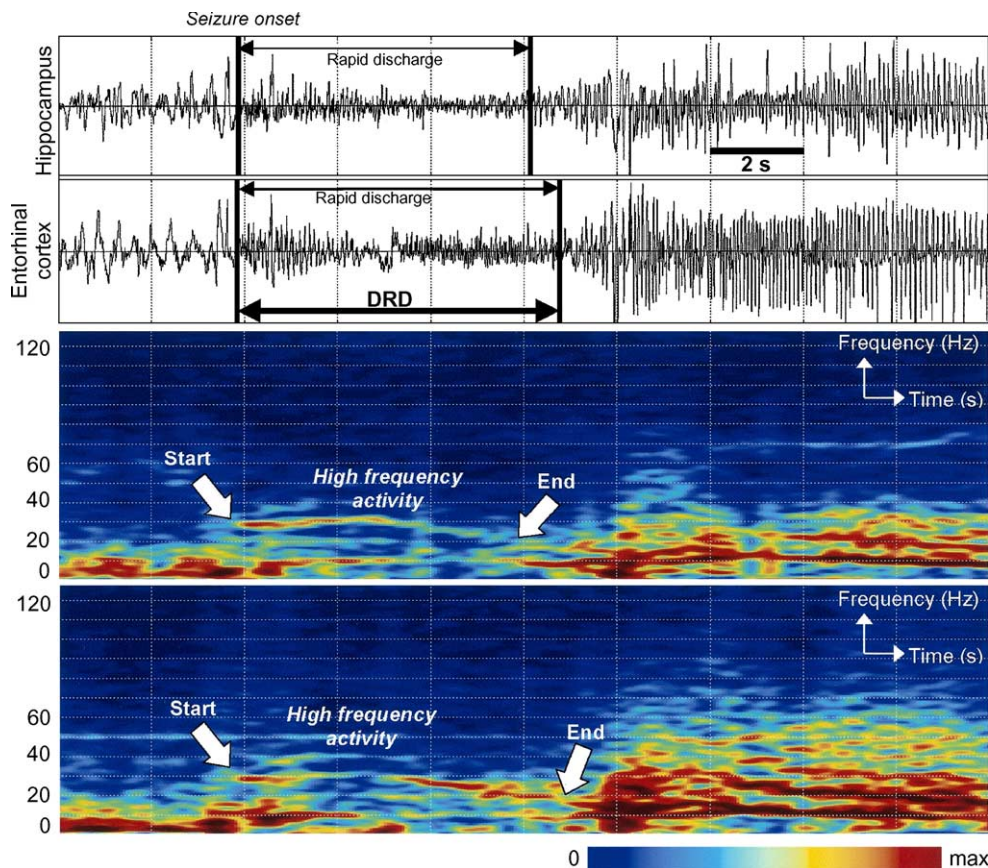 Seizure onset
Rapid discharge
Hippocampus
2 s
Rapid discharge
Entorhinal
cortex
DRD
120
Frequency (Hz)
Time (s)
Start
High frequency
activity
End
60
40
20
0
120
Frequency (Hz)
Time (s)
Start
High frequency
activity
End
60
40
20
0
0
max